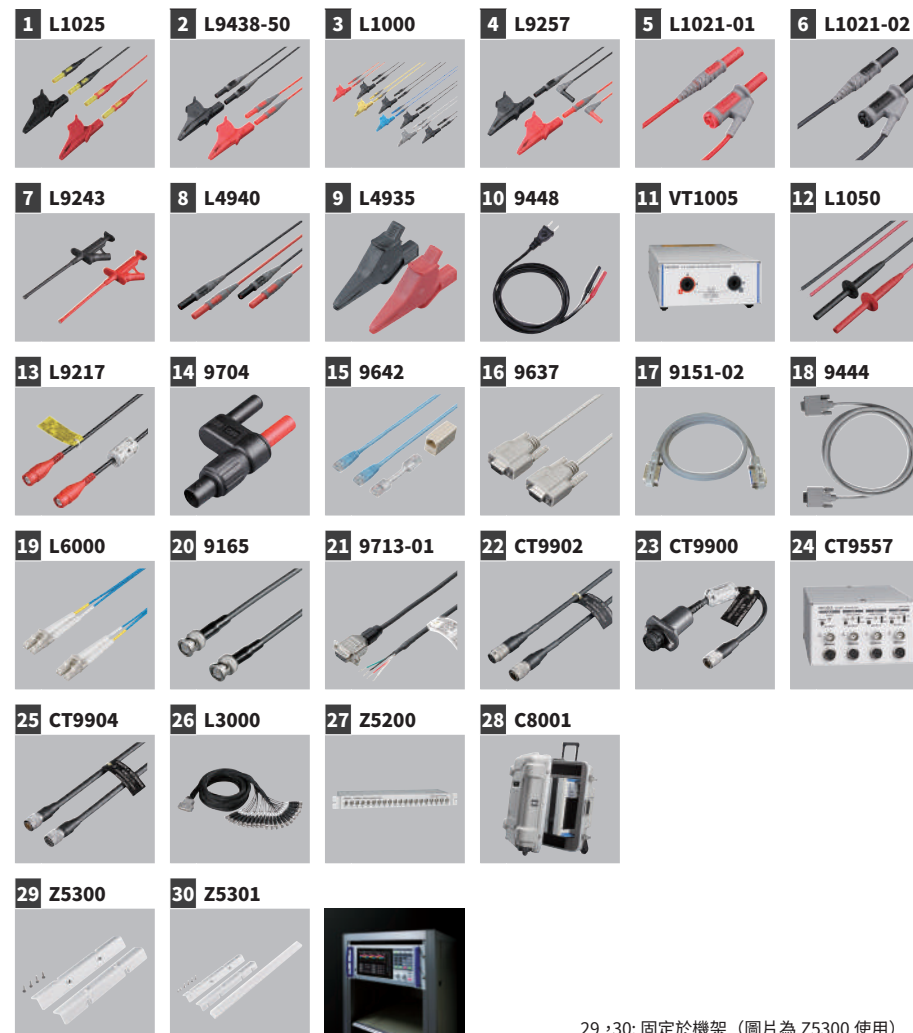 1 L1025 2 L9438-50 3 L1000 4 L9257 5 L1021-01 6 L1021-02
7 L9243 8 L4940 9 L4935 10 9448 11 VT1005 12 L1050
13 L9217 14 9704 15 9642 16 9637 17 9151-02 18 9444
19 L6000 20 9165 21 9713-01 22 CT9902 23 CT9900 24 CT9557
25 CT9904 26 L3000 27 Z5200 28 C8001
29 Z5300 30 Z5301
29 ,30: 固定於機架（圖片為 Z5300 使用）